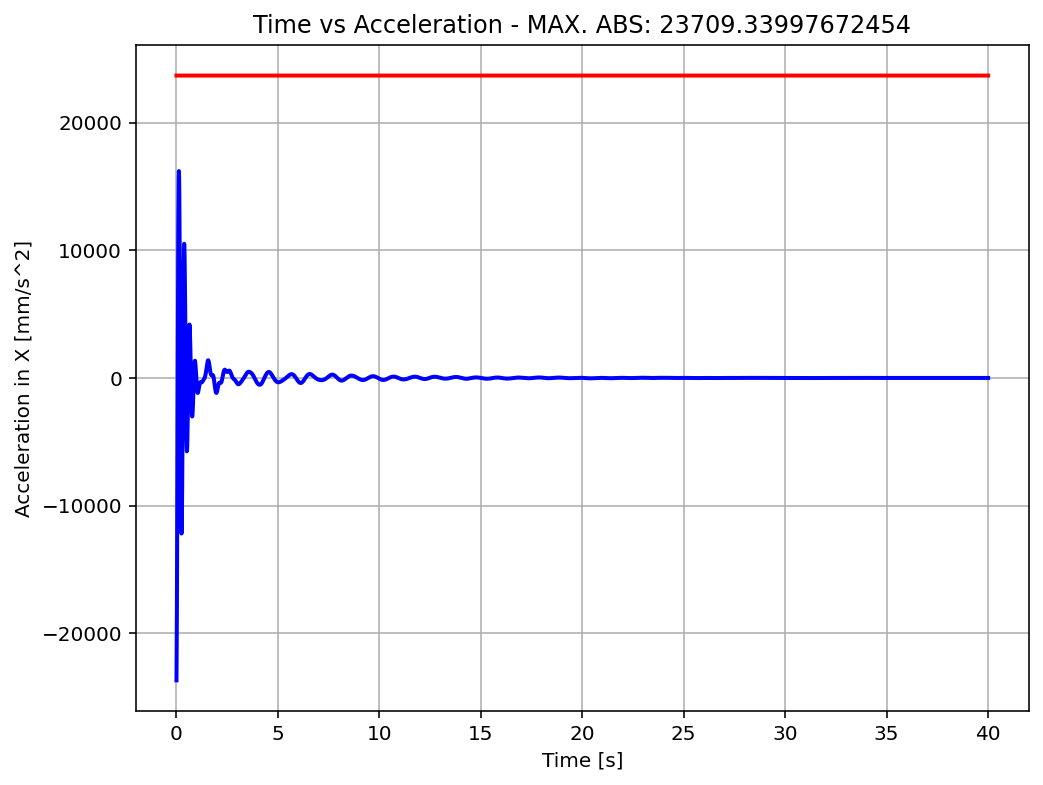 Time vs Acceleration - MAX. ABS: 23709.33997672454
20000
10000
0
−10000
−20000
Acceleration in X [mm/s^2]
0 5 10 15 20 25 30 35 40
Time [s]